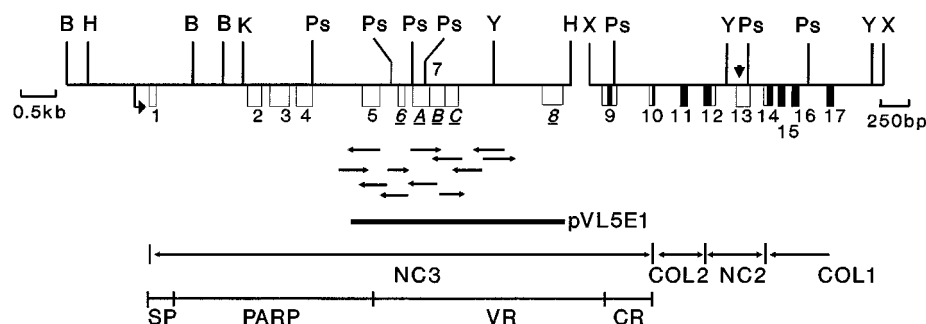 B H B B K Ps Ps Ps Ps Y H X Ps Y Ps Ps Y X
7
0.5kb 1 2 3 4 5 6 A B C 8 9 10 11 12 13 14 16 17 250bp
15
pVL5E1
NC3 COL2 NC2 COL1
SP PARP VR CR